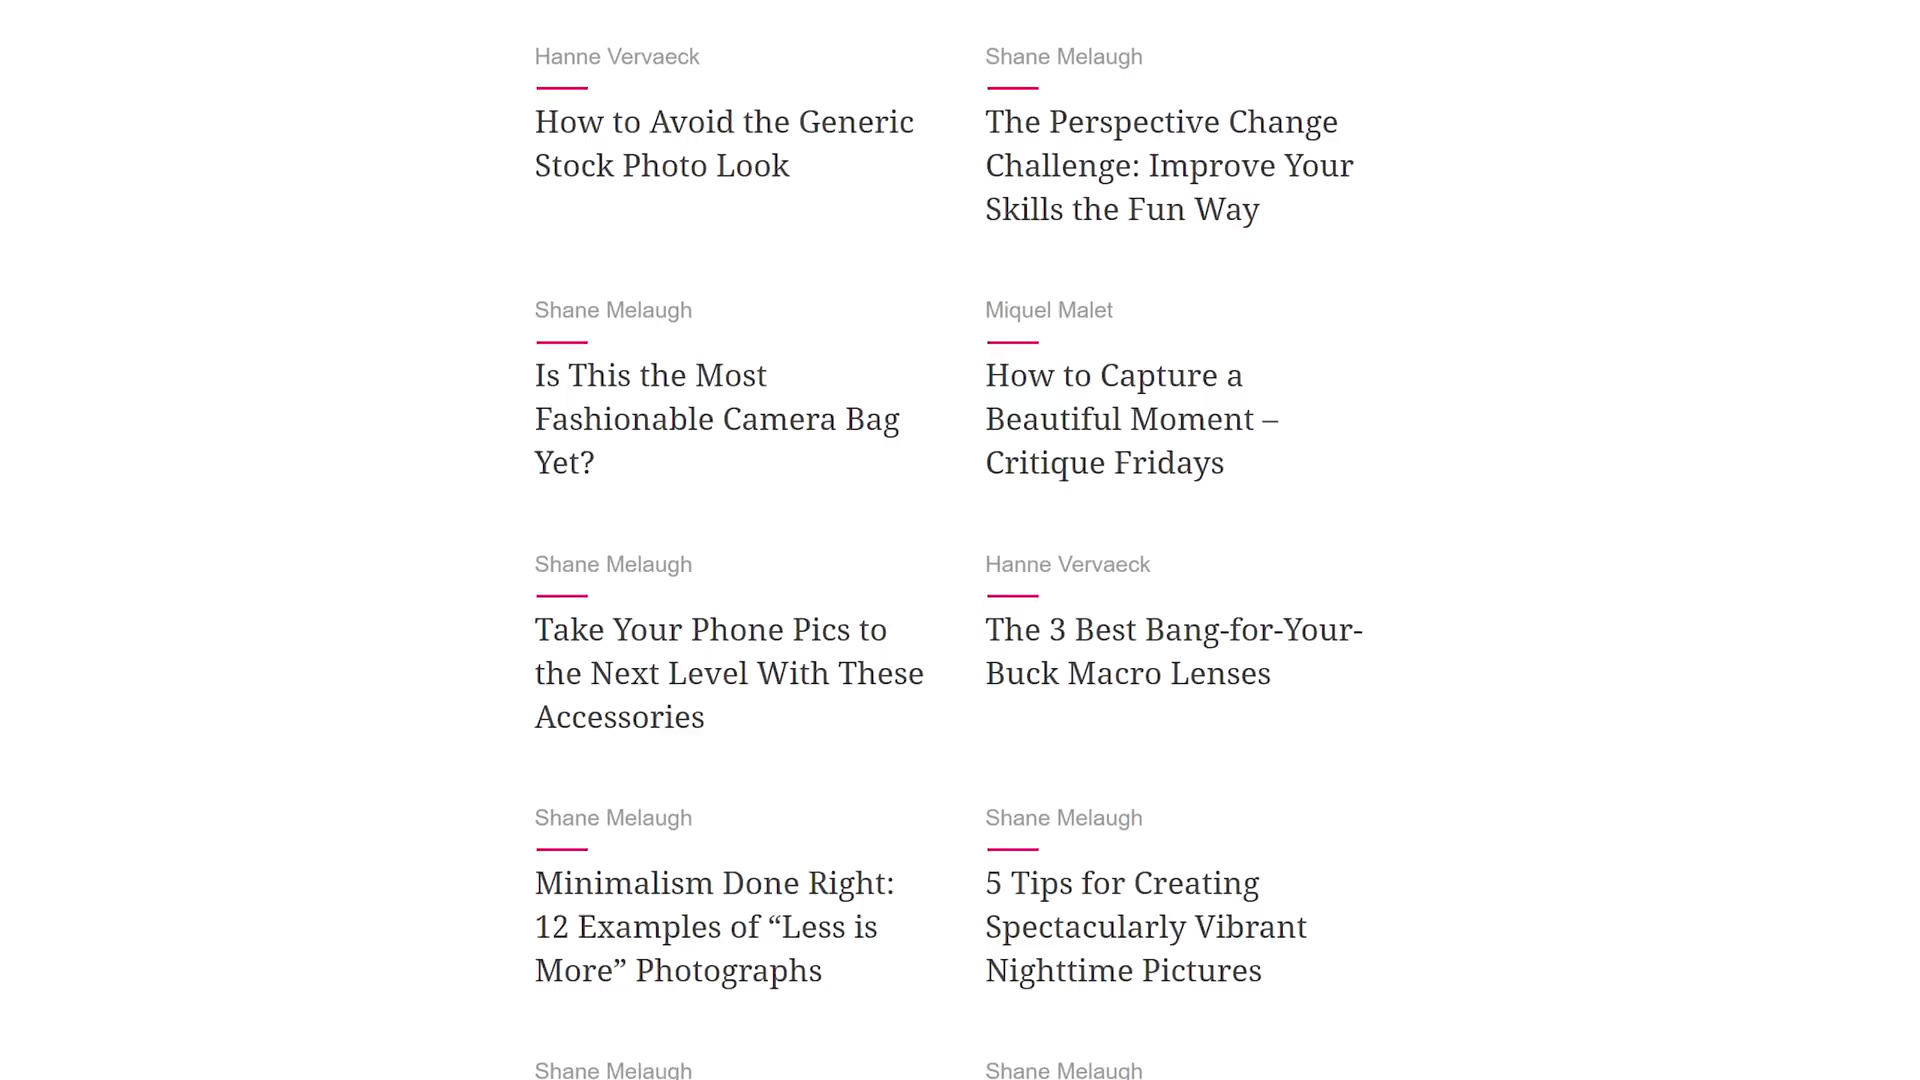 Hanne Vervaeck
How to Avoid the Generic
Stock Photo Look
Shane Melaugh
The Perspective Change
Challenge: Improve Your
Skills the Fun Way
Shane Melaugh
Is This the Most
Fashionable Camera Bag
Yet?
Miquel Malet
How to Capture a
Beautiful Moment –
Critique Fridays
Shane Melaugh
Take Your Phone Pics to
the Next Level With These
Accessories
Hanne Vervaeck
The 3 Best Bang-for-Your-
Buck Macro Lenses
Shane Melaugh
Minimalism Done Right:
12 Examples of “Less is
More” Photographs
Shane Melaugh
5 Tips for Creating
Spectacularly Vibrant
Nighttime Pictures
Shane Melaugh
Shane Melaugh